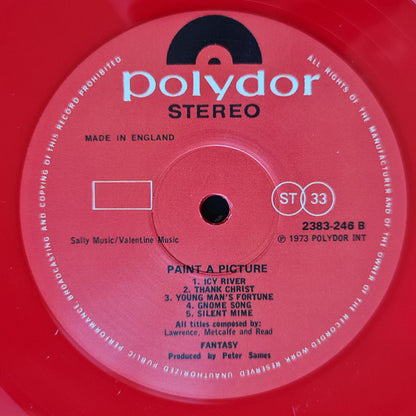 polydor
STEREO
MADE IN ENGLAND
ST 33
2383-246 B
Sally Music/Valentine Music
℗ 1973 POLYDOR INT
PAINT A PICTURE
1. ICY RIVER
2. THANK CHRIST
3. YOUNG MAN'S FORTUNE
4. GNOME SONG
5. SILENT MIME
All titles composed by:
Lawrence, Metcalfe and Read
FANTASY
Produced by Peter Sames
ALL RIGHTS OF THE MANUFACTURER AND OF THE OWNER OF THE RECORDED WORK RESERVED UNAUTHORIZED PUBLIC PERFORMANCE BROADCASTING AND COPYING OF THIS RECORD PROHIBITED